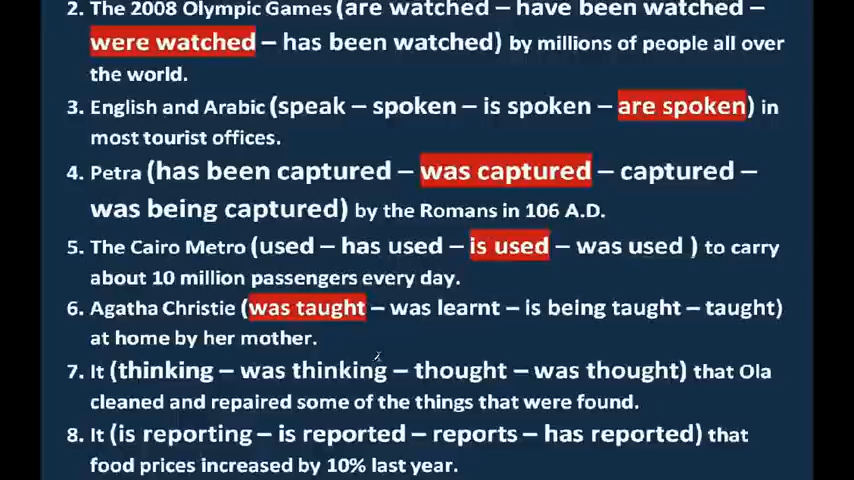 2. The 2008 Olympic Games (are watched – have been watched –
were watched – has been watched) by millions of people all over
the world.
3. English and Arabic (speak – spoken – is spoken – are spoken) in
most tourist offices.
4. Petra (has been captured – was captured – captured –
was being captured) by the Romans in 106 A.D.
5. The Cairo Metro (used – has used – is used – was used ) to carry
about 10 million passengers every day.
6. Agatha Christie (was taught – was learnt – is being taught – taught)
at home by her mother.
7. It (thinking – was thinking – thought – was thought) that Ola
cleaned and repaired some of the things that were found.
8. It (is reporting – is reported – reports – has reported) that
food prices increased by 10% last year.